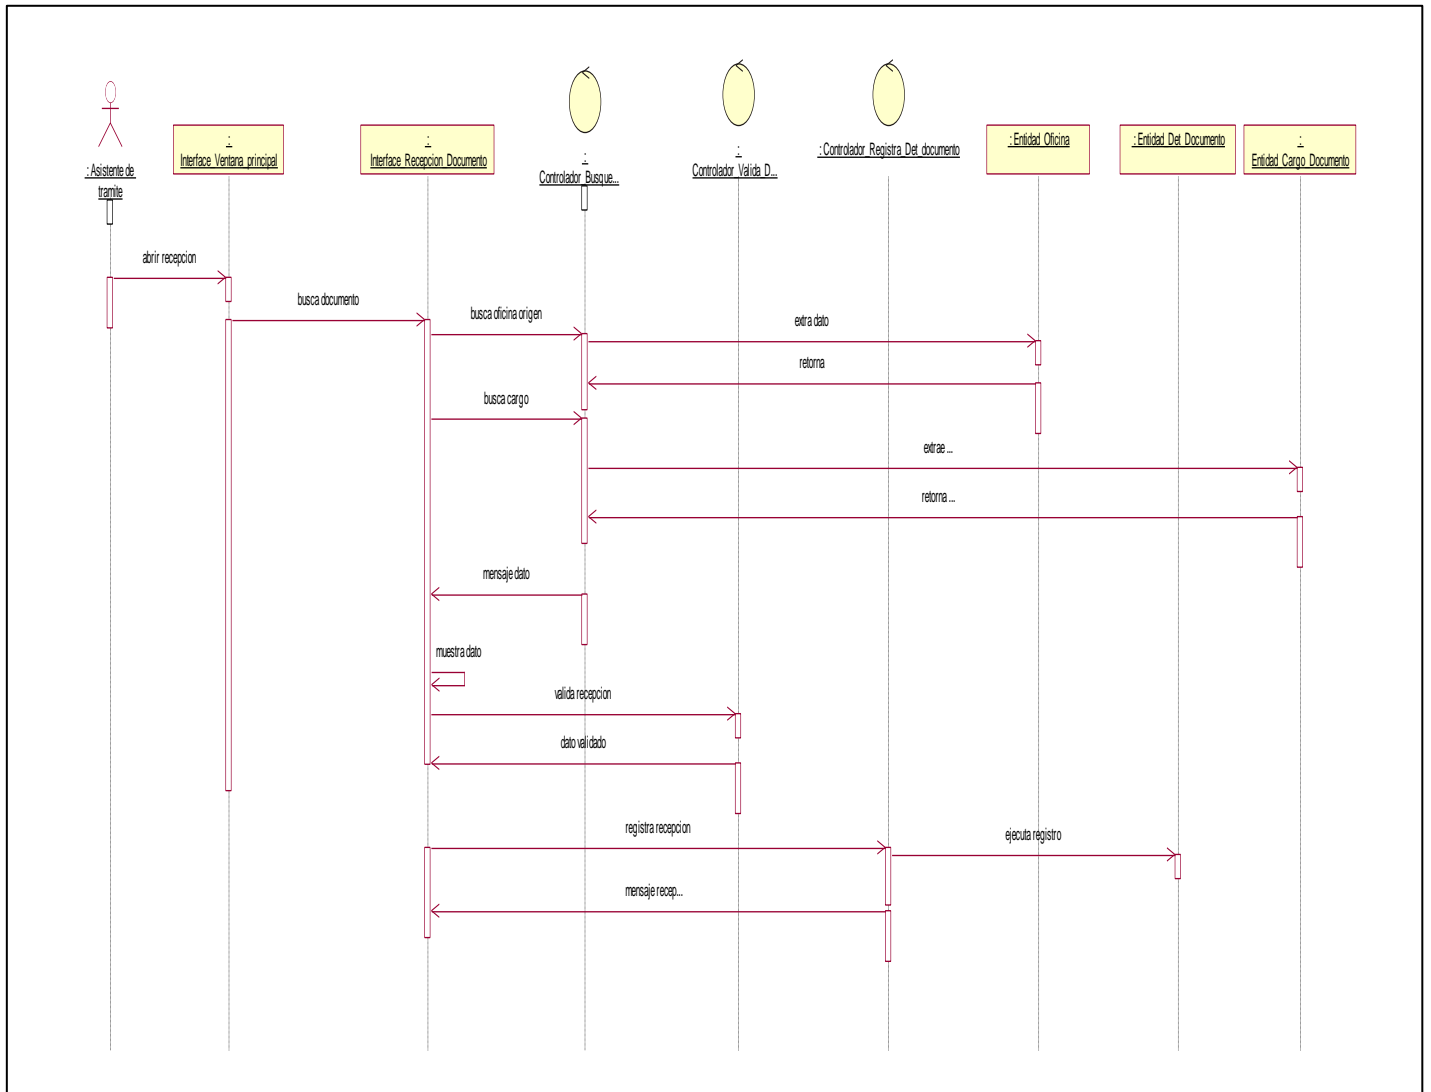 : Asistente de
tramite
:
Interface_Ventana_principal
:
Interface_Recepcion_Documento
:
Controlador_Busque...
:
Controlador_Valida_D...
: Controlador_Registra_Det_documento
: Entidad_Oficina
: Entidad_Det_Documento
:
Entidad_Cargo_Documento
abrir recepcion
busca documento
busca oficina origen
extra dato
retorna
busca cargo
extrae ...
retorna ...
mensaje dato
muestra dato
valida recepcion
dato validado
registra recepcion
ejecuta registro
mensaje recep...